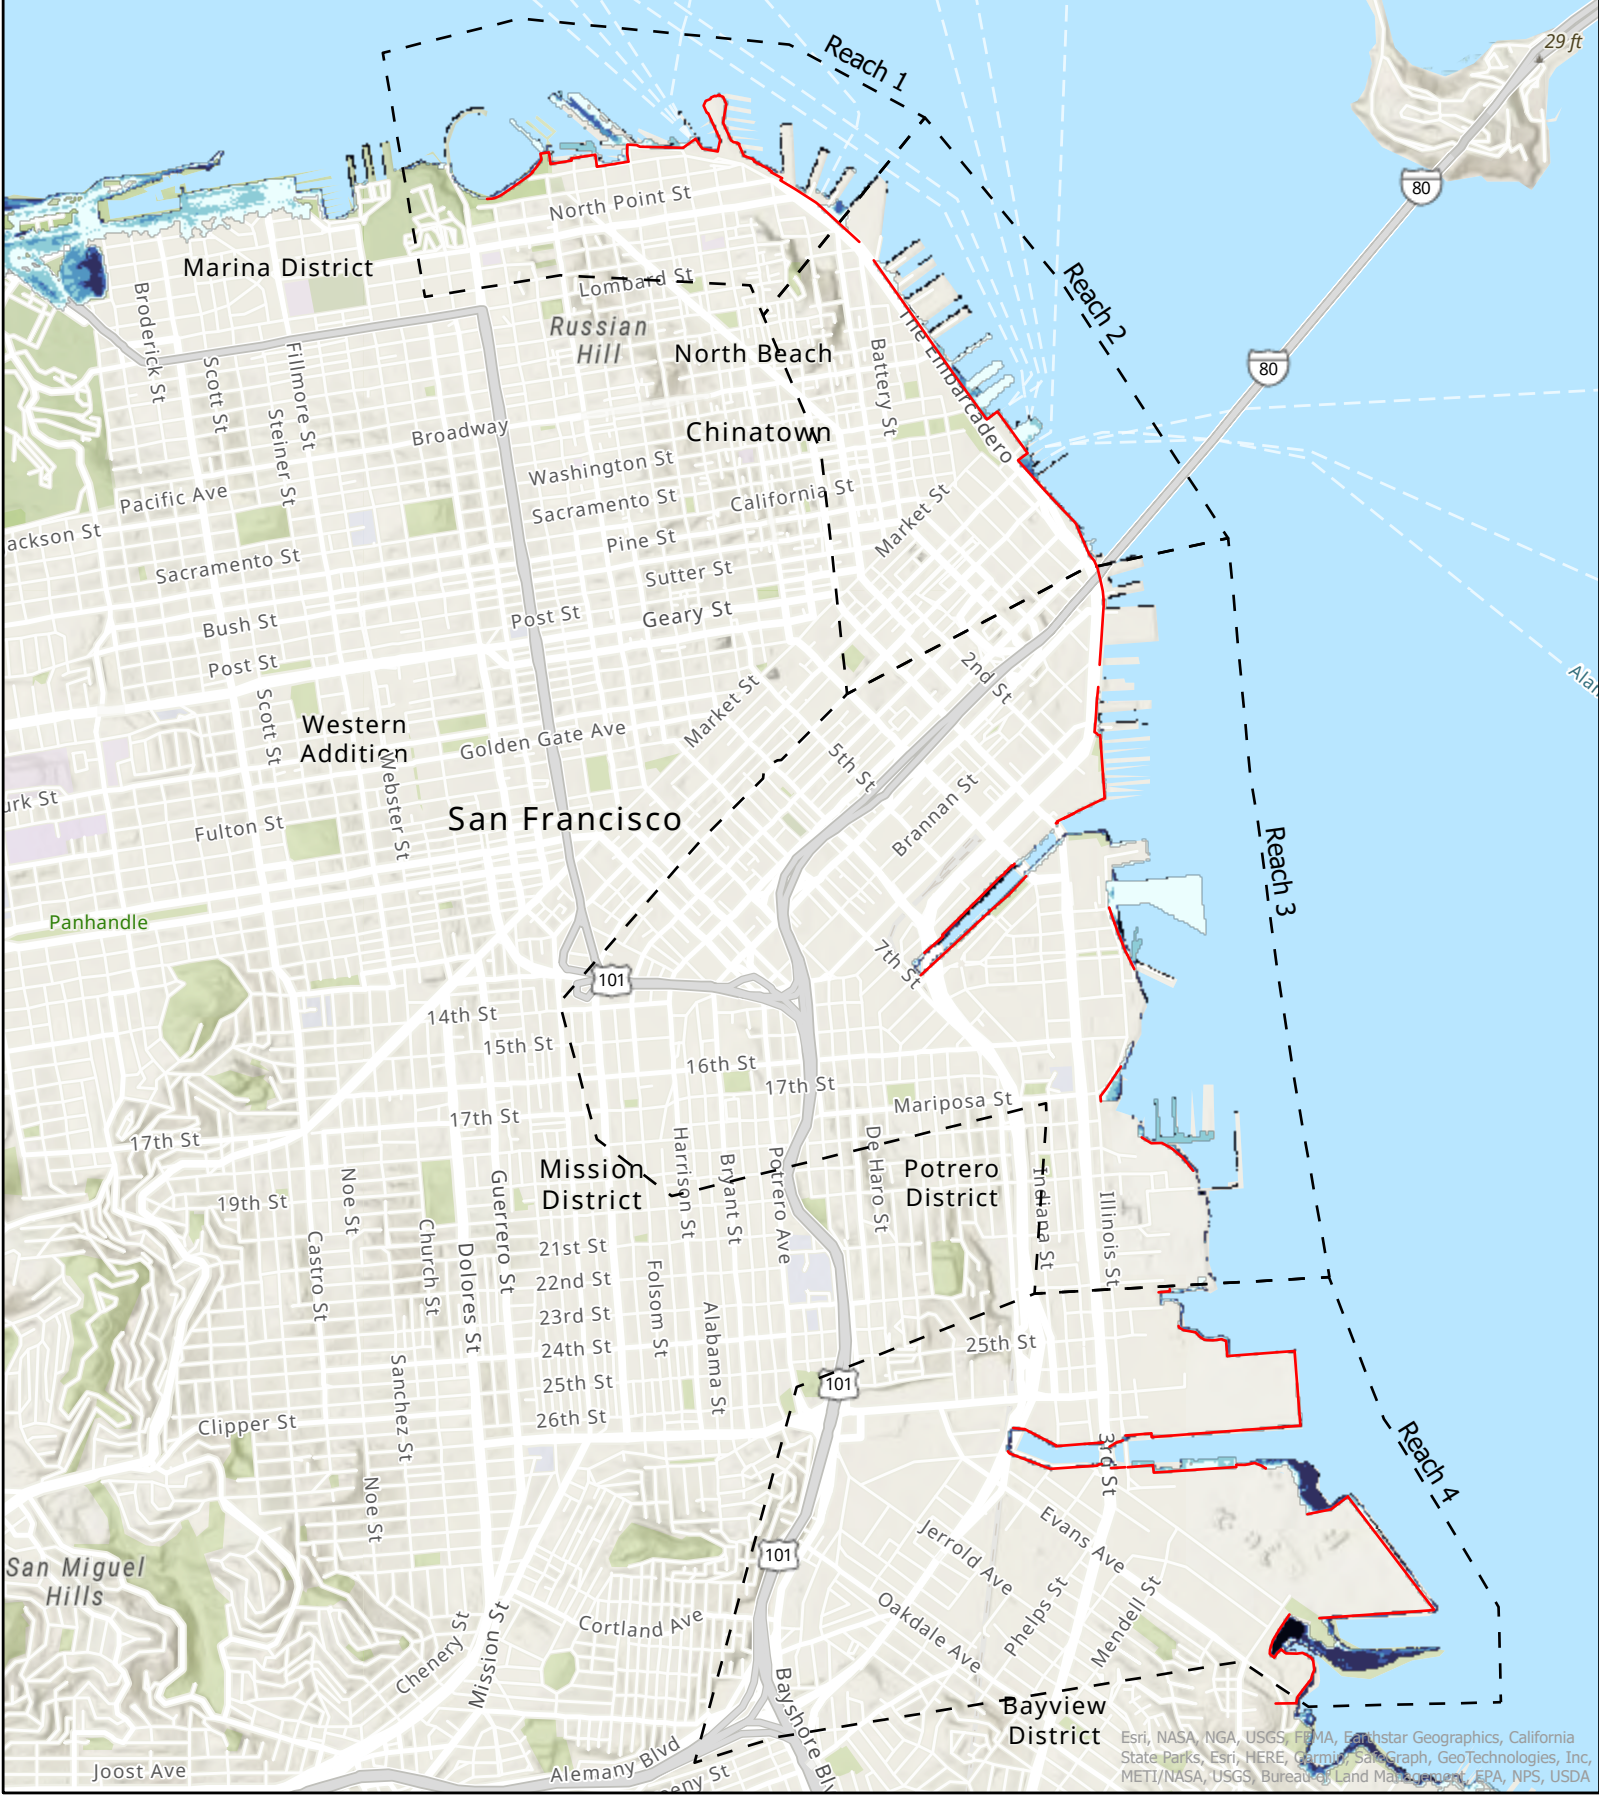 29 ft
Reach 1
80
North Point St
Marina District
Lombard St
Reach 2
Broderick St
Russian
Hill
North Beach
The Embarcadero
80
Scott St
Fillmore St
Battery St
Steiner St
Broadway
Chinatown
Washington St
Pacific Ave
Sacramento St
California St
Market St
ackson St
Pine St
Sacramento St
Sutter St
Bush St
Post St
Geary St
Post St
2nd St
Alan
Scott St
Western
Addition
Market St
Golden Gate Ave
5th St
Webster St
urk St
Brannan St
Fulton St
San Francisco
Reach 3
Panhandle
7th St
101
14th St
15th St
16th St
17th St
Mariposa St
17th St
17th St
Mission
District
Harrison St
Bryant St
Potrero Ave
De Haro St
Potrero
District
Indiana St
Illinois St
19th St
Noe St
Guerrero St
Church St
Castro St
Dolores St
21st St
22nd St
23rd St
24th St
25th St
26th St
Folsom St
Alabama St
25th St
101
Sanchez St
Clipper St
3rd St
Reach 4
Noe St
Evans Ave
Jerrold Ave
101
San Miguel
Hills
Oakdale Ave
Phelps St
Mendell St
Cortland Ave
Chenery St
Mission St
Bayshore Blv
Bayview
District
Alemany Blvd
Joost Ave
eny St
Esri, NASA, NGA, USGS, FEMA, Earthstar Geographics, California
State Parks, Esri, HERE, Garmin, SafeGraph, GeoTechnologies, Inc,
METI/NASA, USGS, Bureau of Land Management, EPA, NPS, USDA